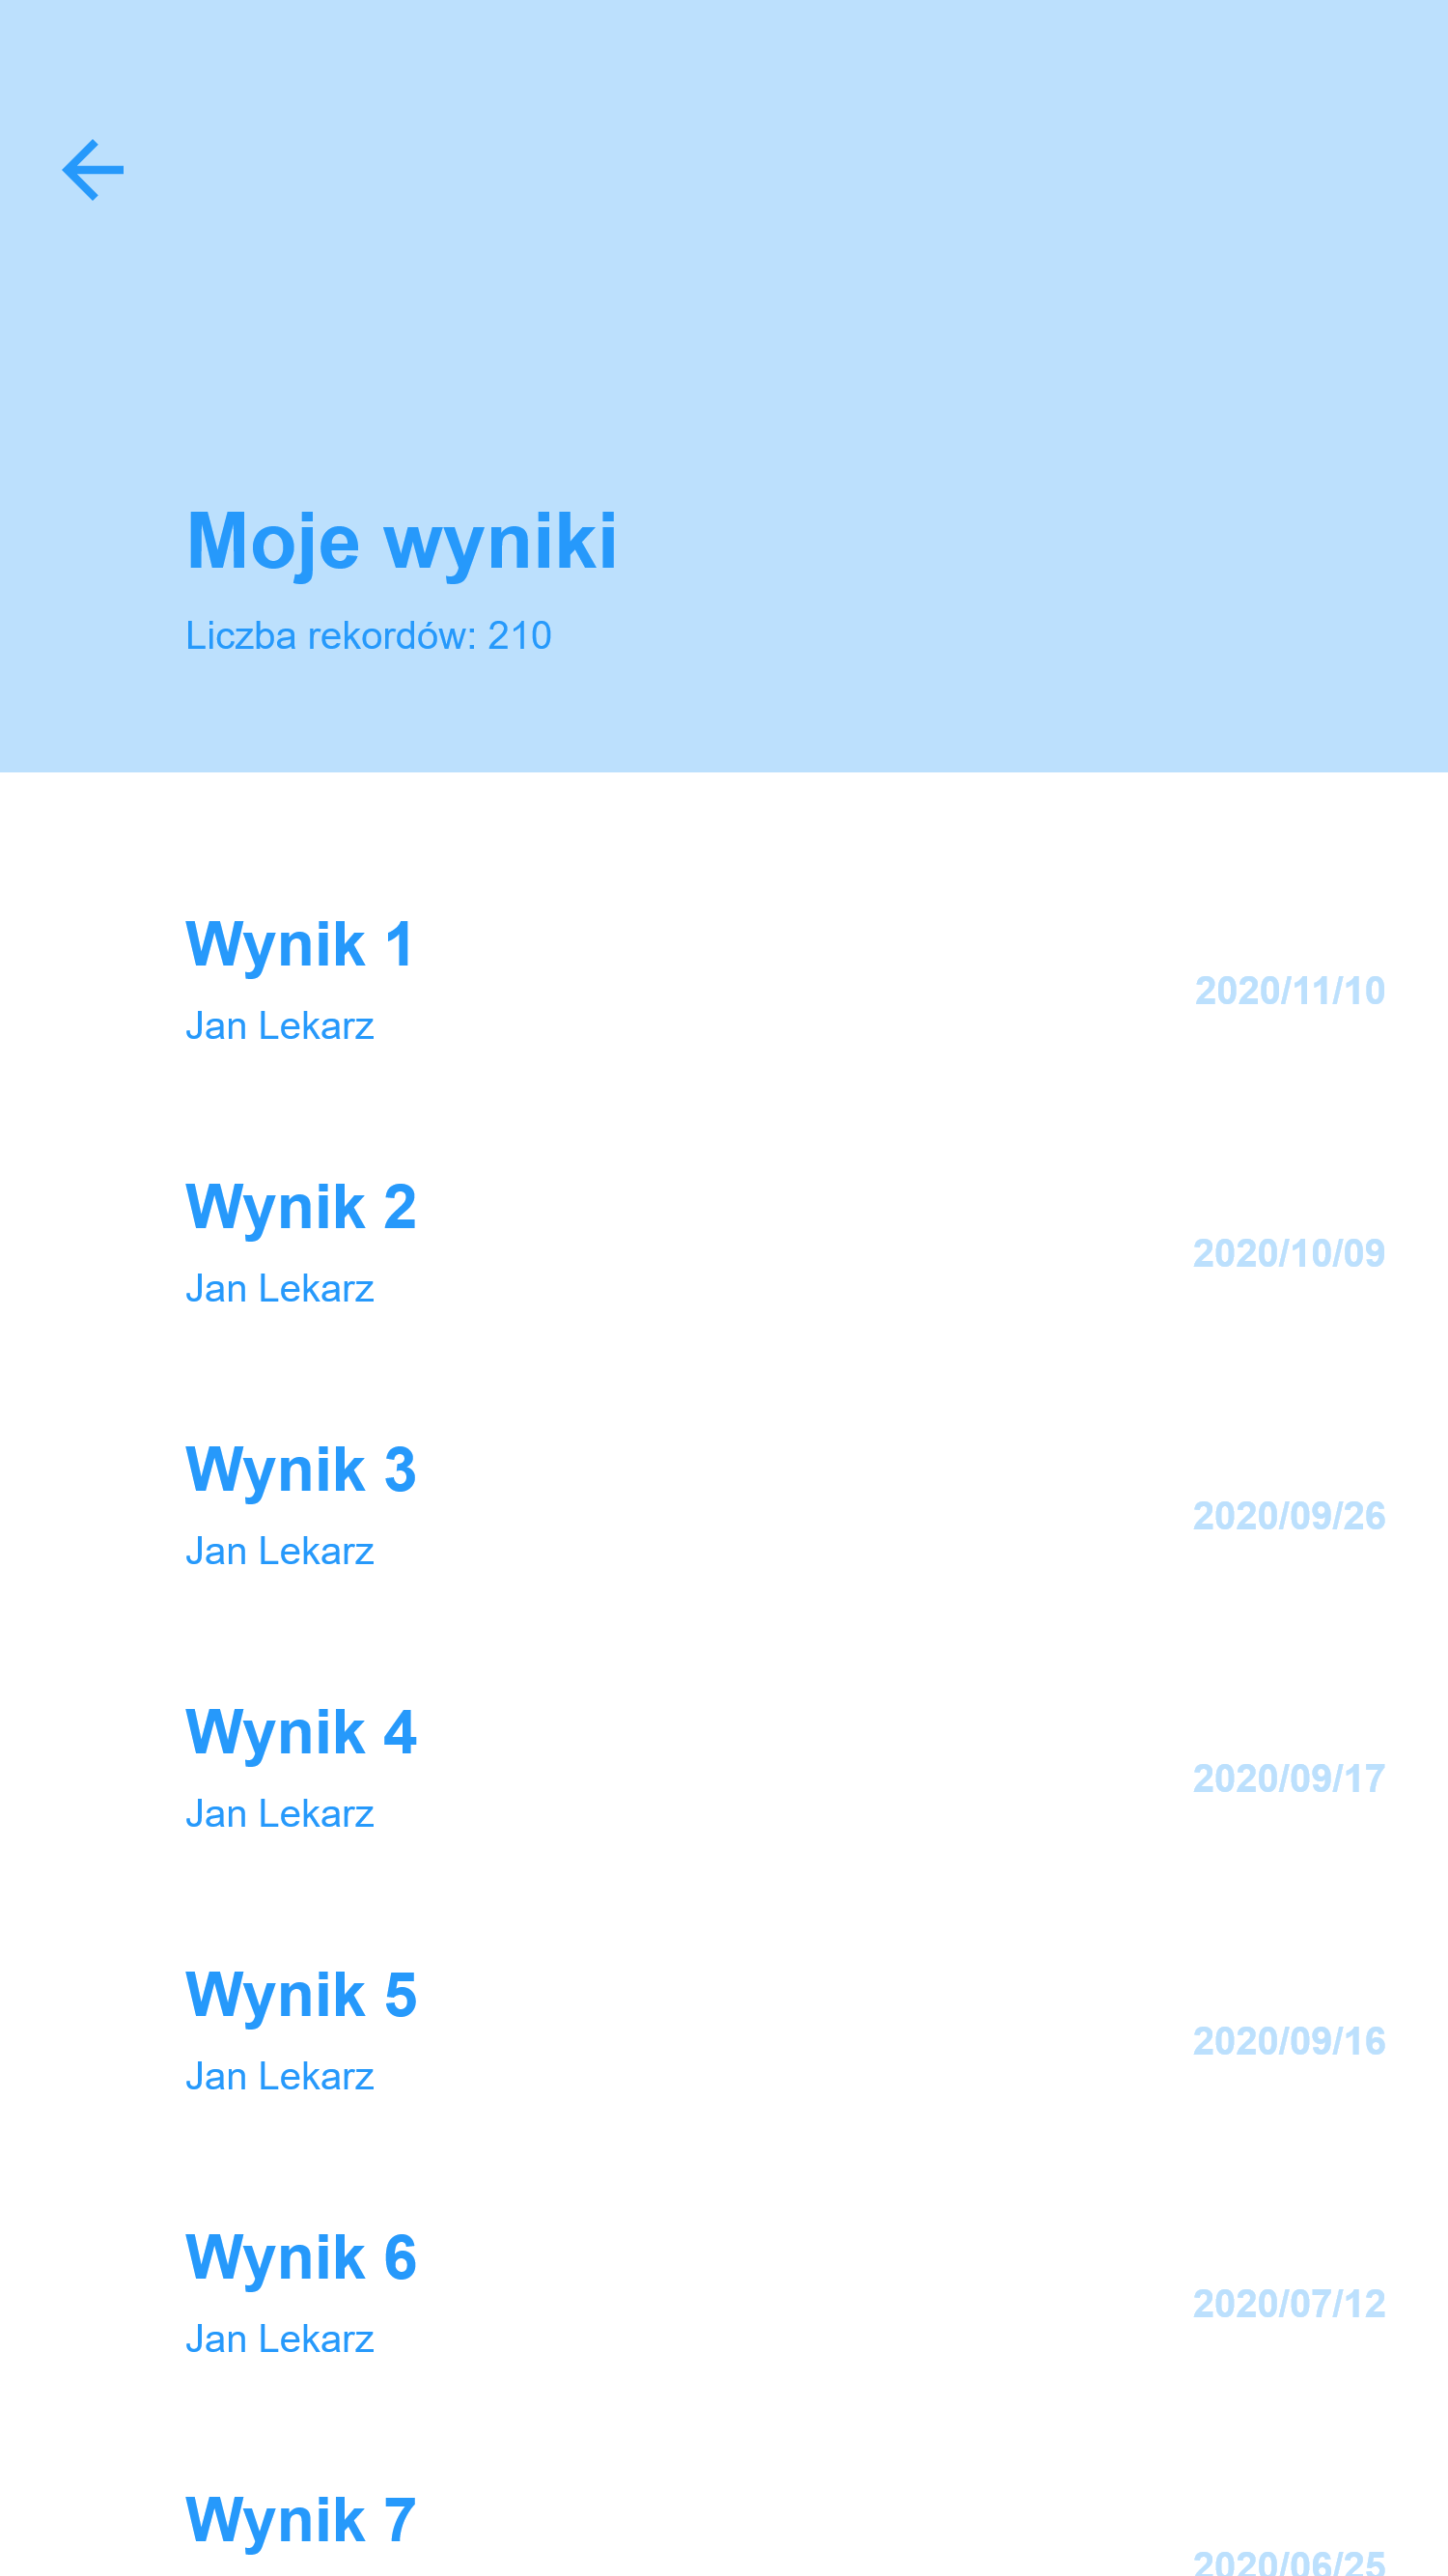 Moje wyniki
Liczba rekordów: 210
Wynik 1
Jan Lekarz
2020/11/10
Wynik 2
Jan Lekarz
2020/10/09
Wynik 3
Jan Lekarz
2020/09/26
Wynik 4
Jan Lekarz
2020/09/17
Wynik 5
Jan Lekarz
2020/09/16
Wynik 6
Jan Lekarz
2020/07/12
Wynik 7
2020/06/25